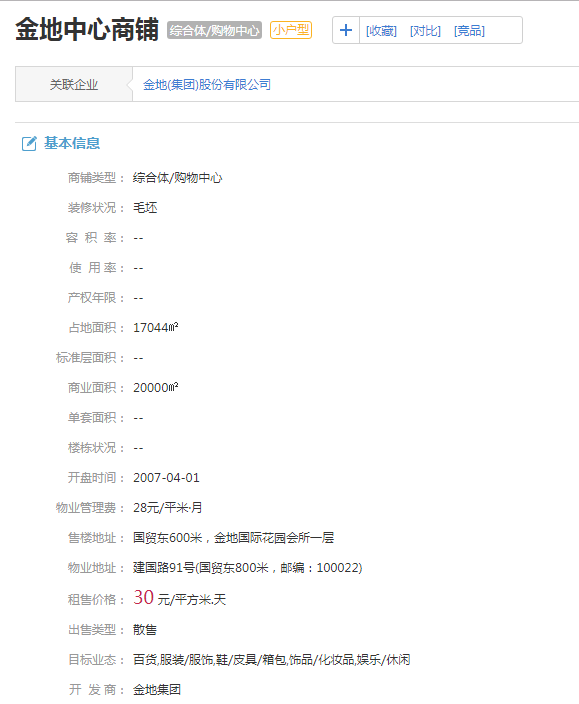 金地中心商铺 综合体/购物中心 小户型 + [收藏] [对比] [竞品]
关联企业 金地(集团)股份有限公司
基本信息
商铺类型： 综合体/购物中心
装修状况： 毛坯
容 积 率： --
使 用 率： --
产权年限： --
占地面积： 17044㎡
标准层面积： --
商业面积： 20000㎡
单套面积： --
楼栋状况： --
开盘时间： 2007-04-01
物业管理费： 28元/平米·月
售楼地址： 国贸东600米，金地国际花园会所一层
物业地址： 建国路91号(国贸东800米，邮编：100022)
租售价格： 30 元/平方米.天
出售类型： 散售
目标业态： 百货,服装/服饰,鞋/皮具/箱包,饰品/化妆品,娱乐/休闲
开 发 商： 金地集团